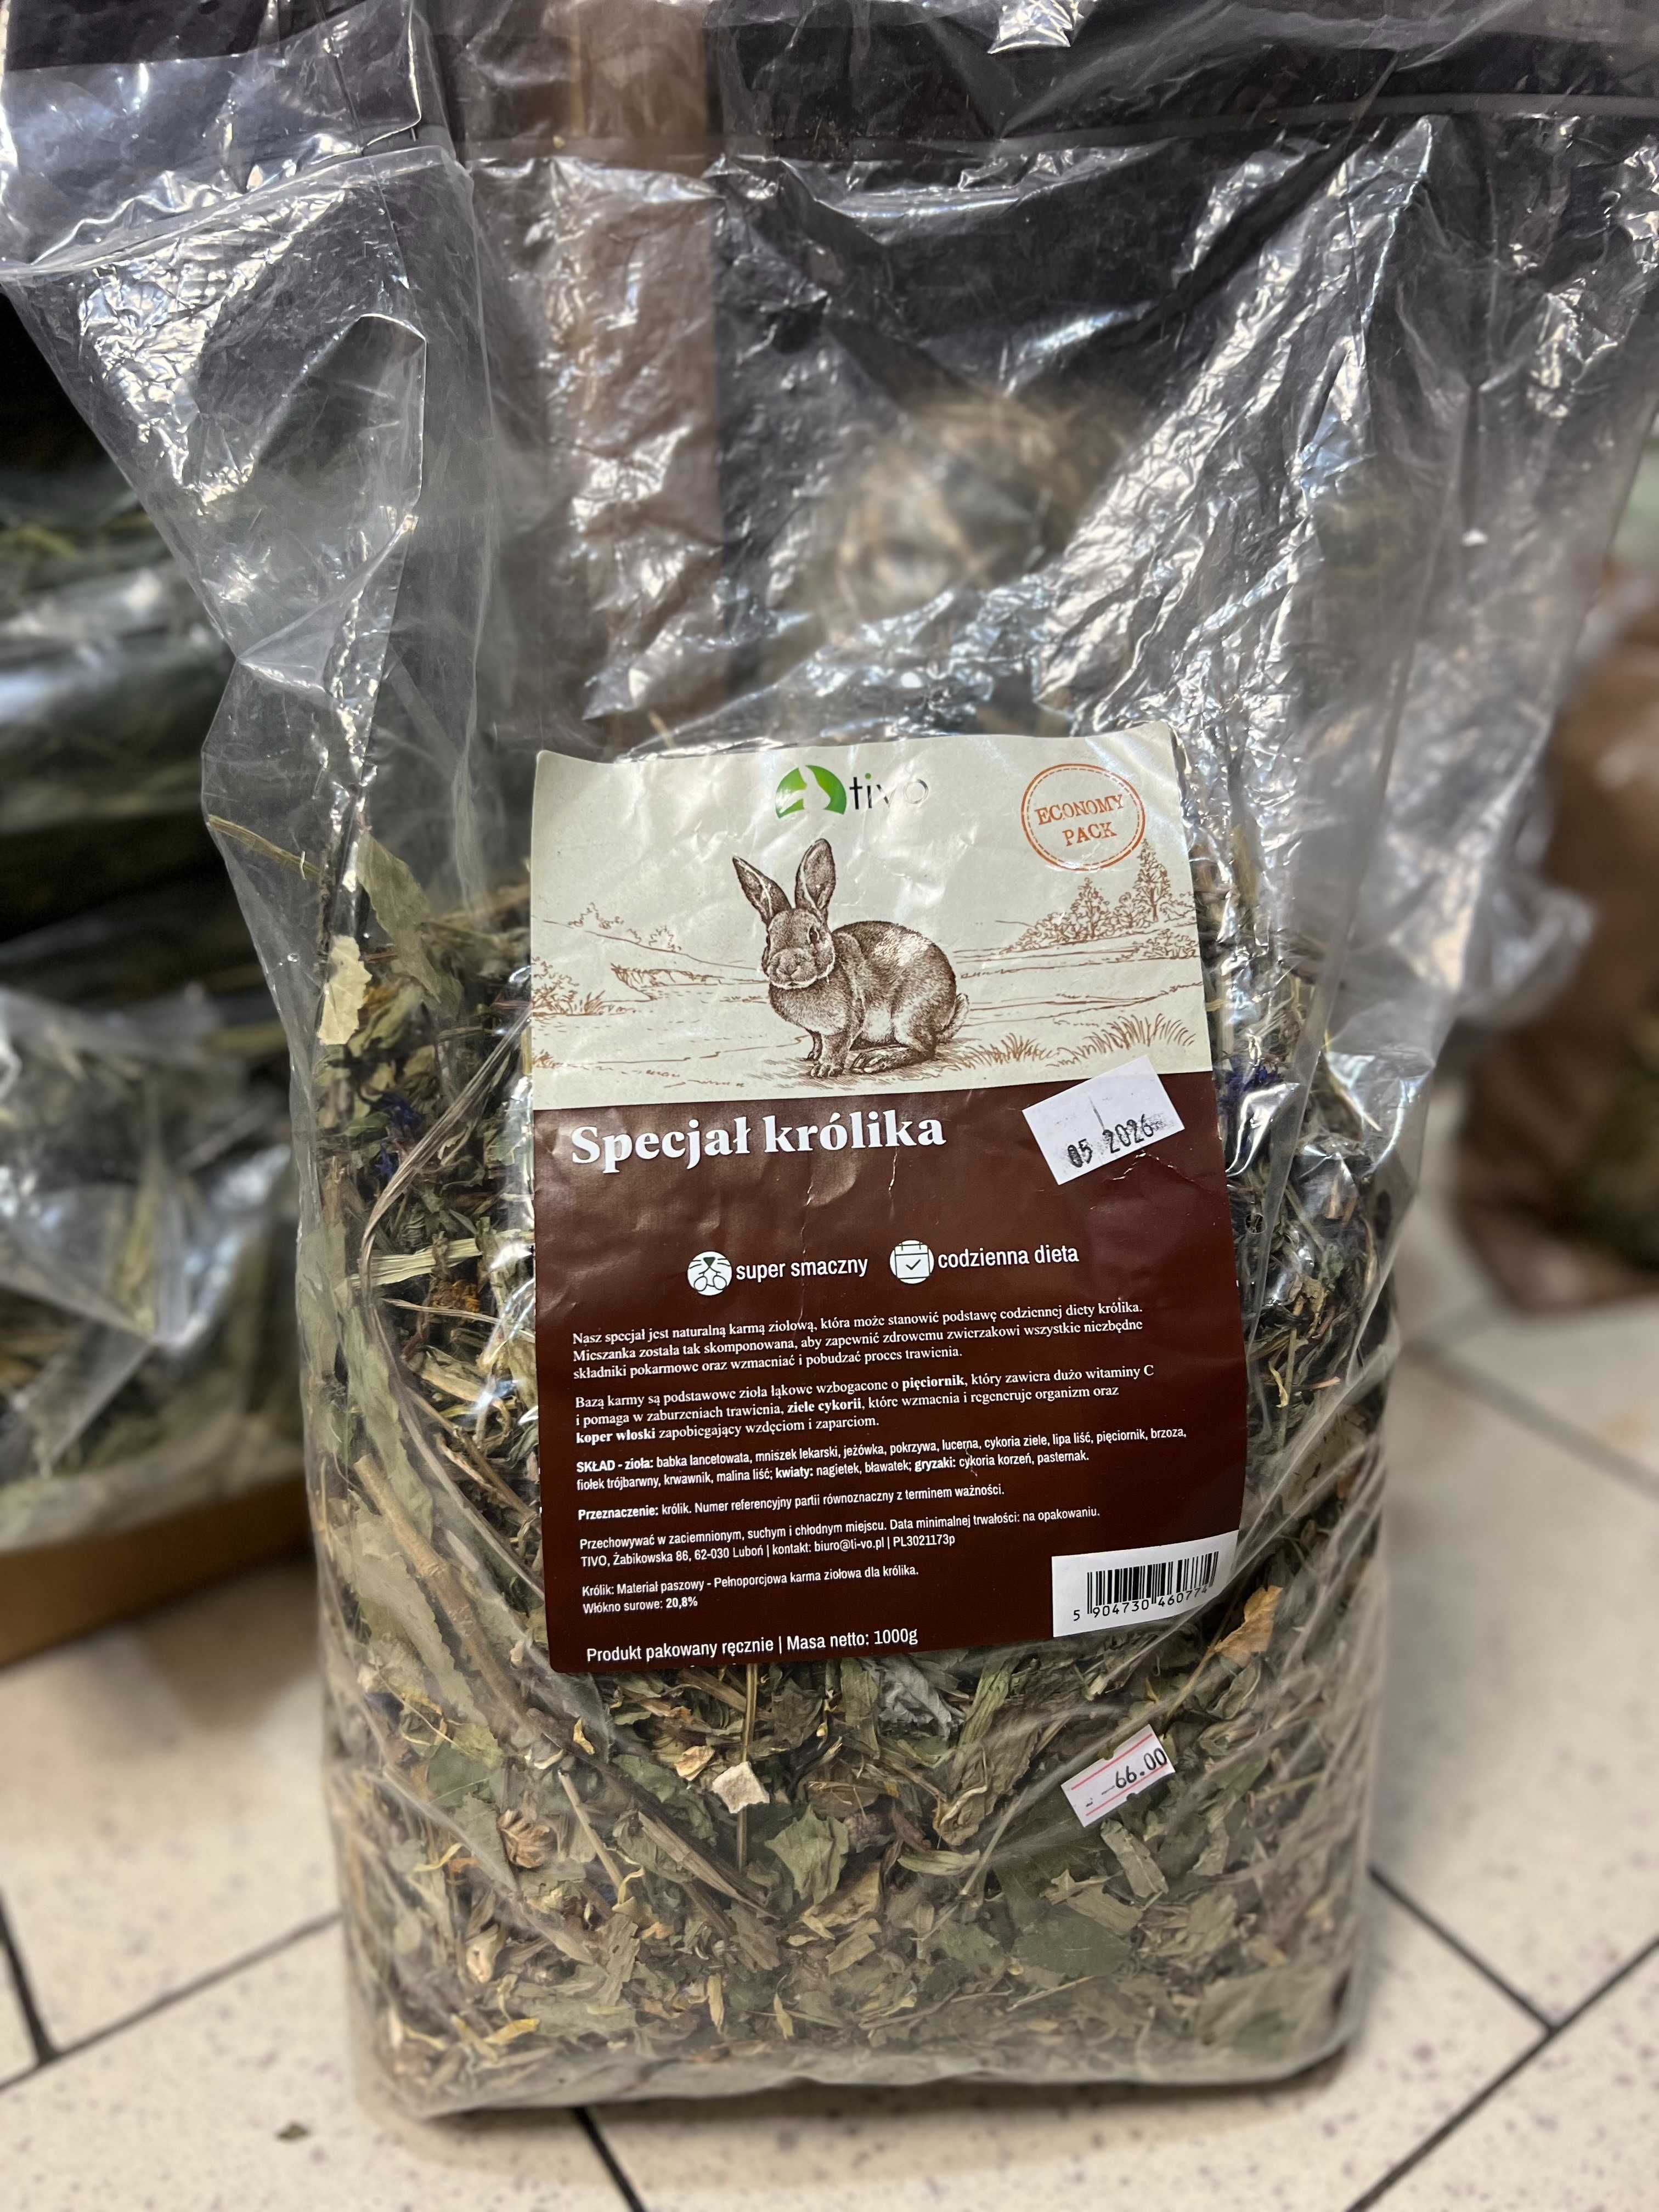 tivo
ECONOMY
PACK
Specjał królika
05 2026
super smaczny
codzienna dieta
Nasz specjał jest naturalną karmą ziołową, która może stanowić podstawę codziennej diety królika.
Mieszanka została tak skomponowana, aby zapewnić zdrowemu zwierzakowi wszystkie niezbędne
składniki pokarmowe oraz wzmacniać i pobudzać proces trawienia.
Bazą karmy są podstawowe zioła łąkowe wzbogacone o pięciornik, który zawiera dużo witaminy C
i pomaga w zaburzeniach trawienia, ziele cykorii, które wzmacnia i regeneruje organizm oraz
koper włoski zapobiegający wzdęciom i zaparciom.
SKŁAD - zioła: babka lancetowata, mniszek lekarski, jeżówka, pokrzywa, lucerna, cykoria ziele, lipa liść, pięciornik, brzoza,
fiołek trójbarwny, krwawnik, malina liść; kwiaty: nagietek, bławatek; gryzaki: cykoria korzeń, pasternak.
Przeznaczenie: królik. Numer referencyjny partii równoznaczny z terminem ważności.
Przechowywać w zaciemnionym, suchym i chłodnym miejscu. Data minimalnej trwałości: na opakowaniu.
TIVO, Żabikowska 86, 62-030 Luboń | kontakt: biuro@ti-vo.pl | PL3021173p
Królik: Materiał paszowy - Pełnoporcjowa karma ziołowa dla królika.
Włókno surowe: 20,8%
5 904730 460774
Produkt pakowany ręcznie | Masa netto: 1000g
66.00